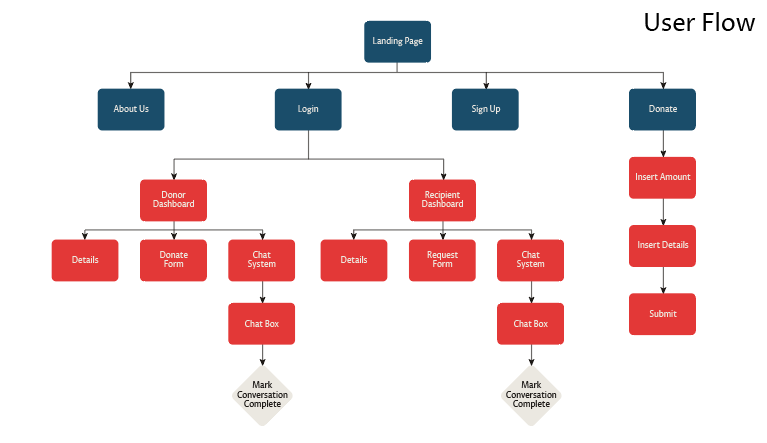 User Flow
Landing Page
About Us
Login
Sign Up
Donate
Insert Amount
Donor
Dashboard
Recipient
Dashboard
Insert Details
Details
Donate
Form
Chat
System
Details
Request
Form
Chat
System
Submit
Chat Box
Chat Box
Mark
Conversation
Complete
Mark
Conversation
Complete